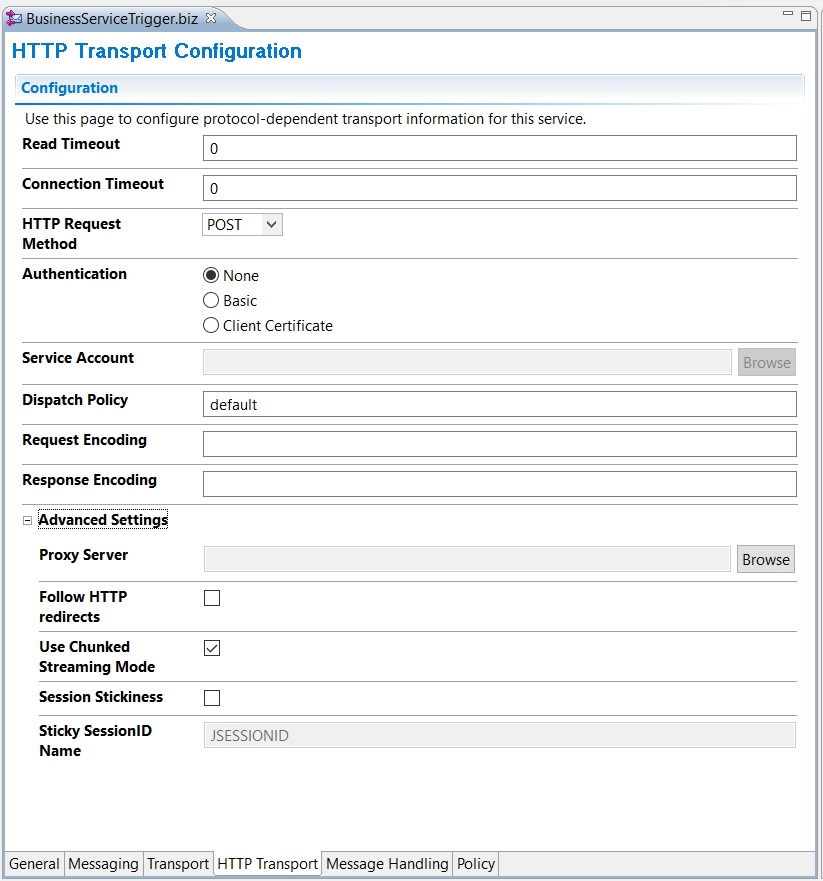 BusinessServiceTrigger.biz
HTTP Transport Configuration
Configuration
Use this page to configure protocol-dependent transport information for this service.
Read Timeout
0
Connection Timeout
0
HTTP Request
Method
POST
Authentication
None
Basic
Client Certificate
Service Account
Browse
Dispatch Policy
default
Request Encoding
Response Encoding
Advanced Settings
Proxy Server
Browse
Follow HTTP
redirects
Use Chunked
Streaming Mode
Session Stickiness
Sticky SessionID
Name
JSESSIONID
General Messaging Transport HTTP Transport Message Handling Policy